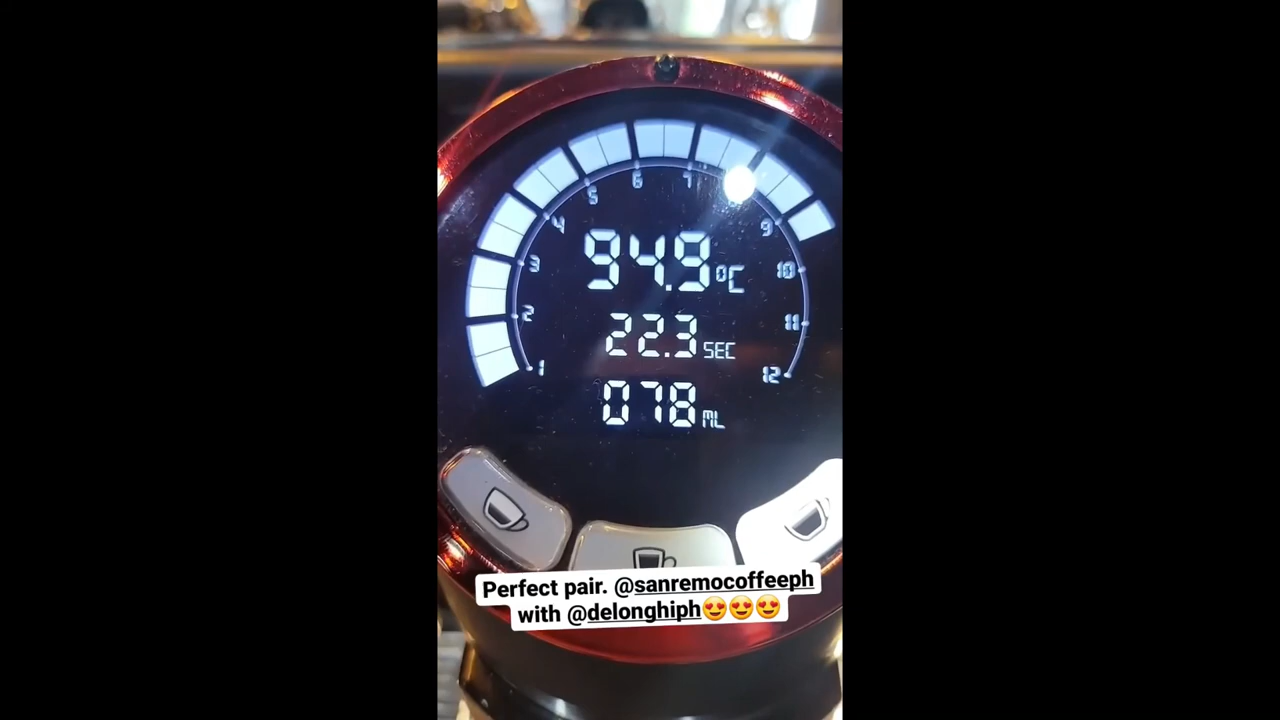 5 6 7
4 9
3 10
2 11
1 12
94.9 °C
22.3 SEC
078 ML
Perfect pair. @sanremocoffeeph
with @delonghiph😍😍😍